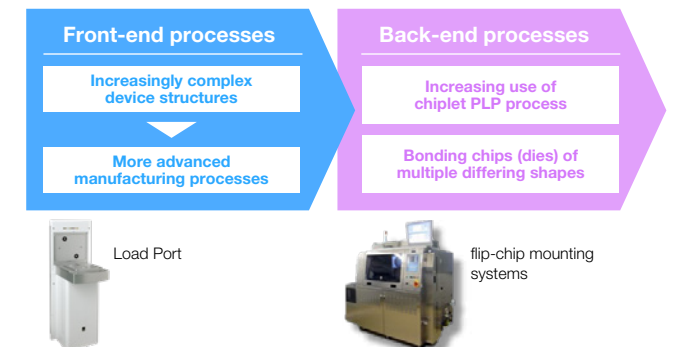 Front-end processes
Increasingly complex
device structures
More advanced
manufacturing processes
Back-end processes
Increasing use of
chiplet PLP process
Bonding chips (dies) of
multiple differing shapes
Load Port
flip-chip mounting
systems